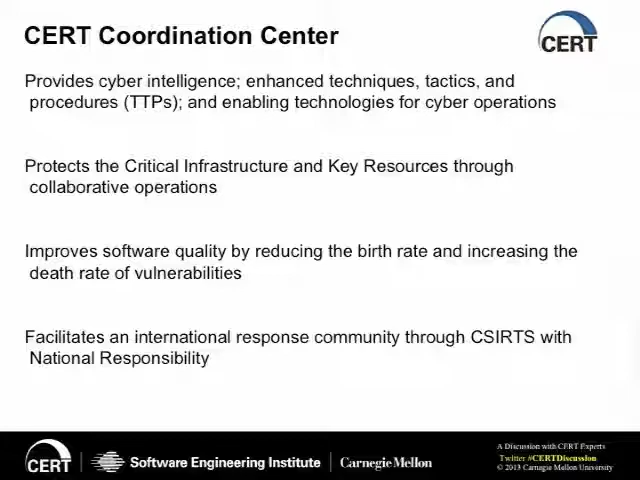 CERT Coordination Center
CERT
Provides cyber intelligence; enhanced techniques, tactics, and
procedures (TTPs); and enabling technologies for cyber operations
Protects the Critical Infrastructure and Key Resources through
collaborative operations
Improves software quality by reducing the birth rate and increasing the
death rate of vulnerabilities
Facilitates an international response community through CSIRTS with
National Responsibility
CERT
Software Engineering Institute
Carnegie Mellon
A Discussion with CERT Experts
Twitter #CERTDiscussion
© 2013 Carnegie Mellon University